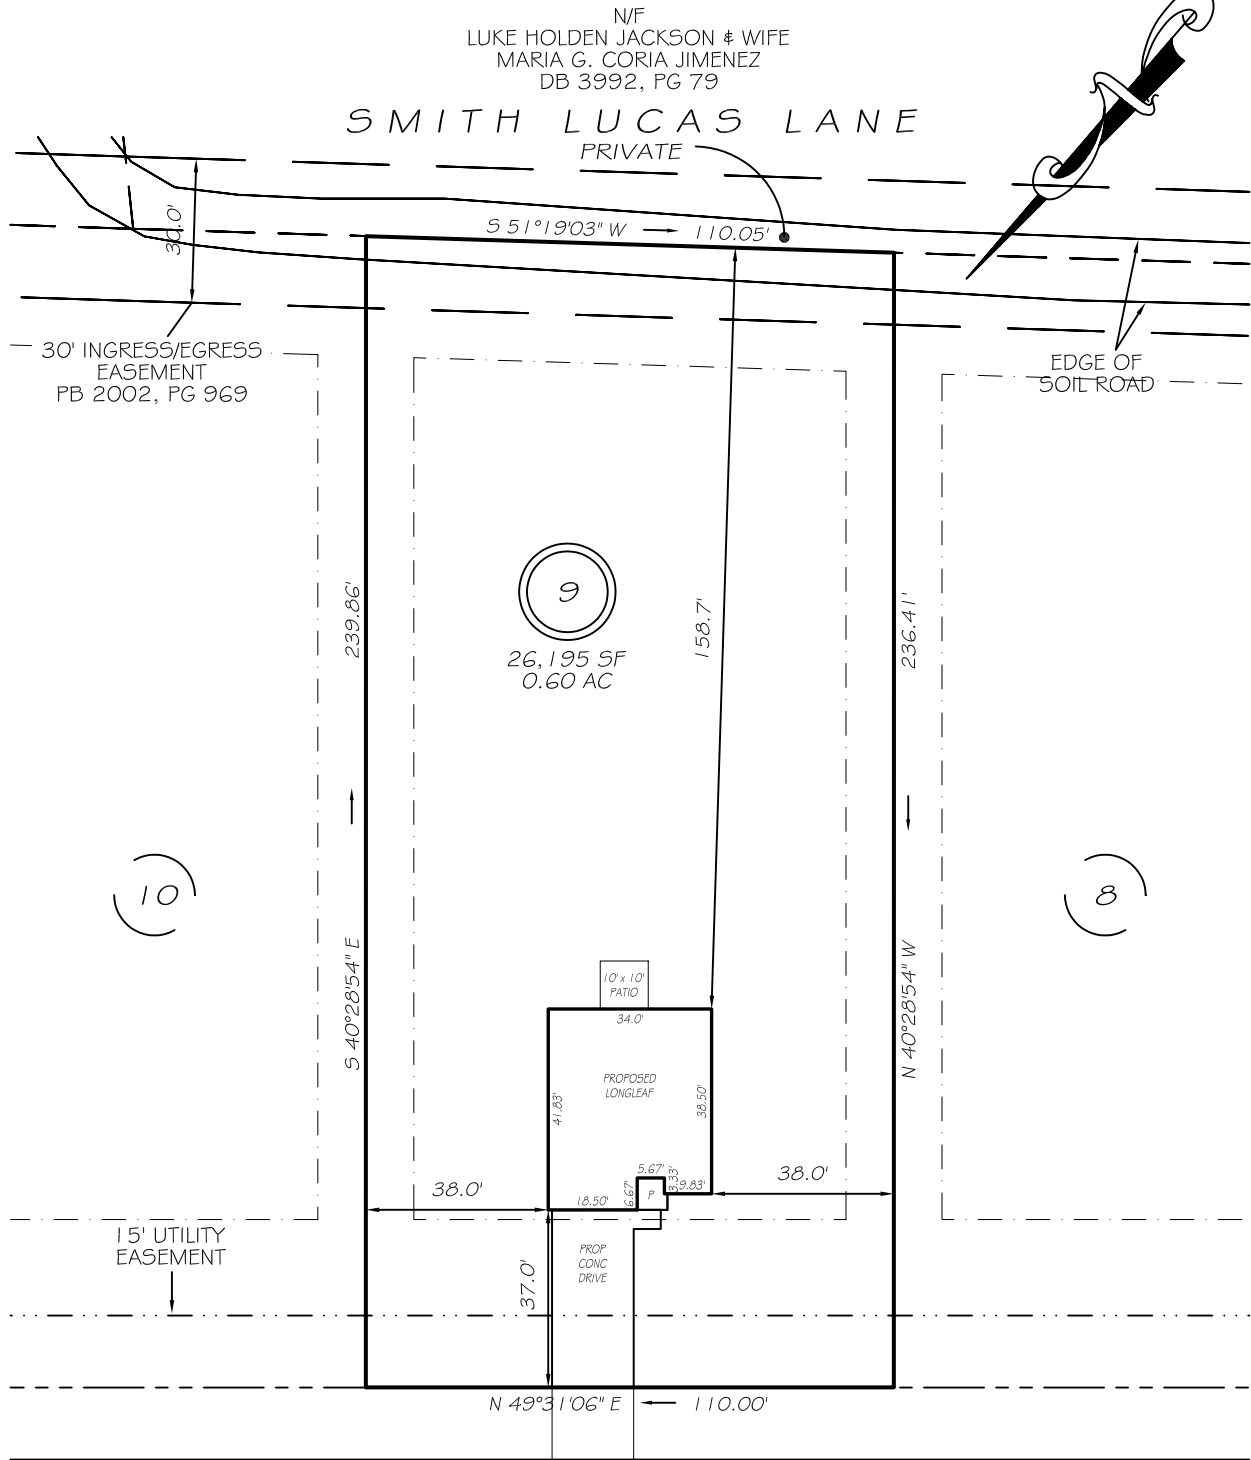 N/F
LUKE HOLDEN JACKSON & WIFE
MARIA G. CORIA JIMENEZ
DB 3992, PG 79
SMITH LUCAS LANE
PRIVATE
30.0'
S 51°19'03" W 110.05'
30' INGRESS/EGRESS
EASEMENT
PB 2002, PG 969
EDGE OF
SOIL ROAD
239.86'
9
26,195 SF
0.60 AC
158.7'
236.41'
10
8
S 40°28'54" E
N 40°28'54" W
10' x 10'
PATIO
34.0'
PROPOSED
LONGLEAF
41.83'
38.50'
5.67'
3.33'
9.83'
6.67'
P
18.50'
38.0'
38.0'
15' UTILITY
EASEMENT
37.0'
PROP
CONC
DRIVE
N 49°31'06" E 110.00'